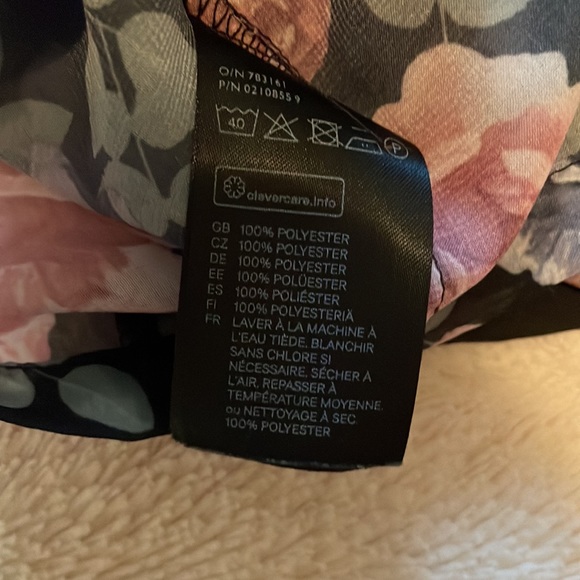 O/N 783161
P/N 02108559
40
P
clevercare.info
GB 100% POLYESTER
CZ 100% POLYESTER
DE 100% POLYESTER
EE 100% POLÜESTER
ES 100% POLIÉSTER
FI 100% POLYESTERIÄ
FR LAVER À LA MACHINE À
L'EAU TIÈDE. BLANCHIR
SANS CHLORE SI
NÉCESSAIRE. SÉCHER À
L'AIR. REPASSER À
TEMPÉRATURE MOYENNE.
ou NETTOYAGE À SEC.
100% POLYESTER